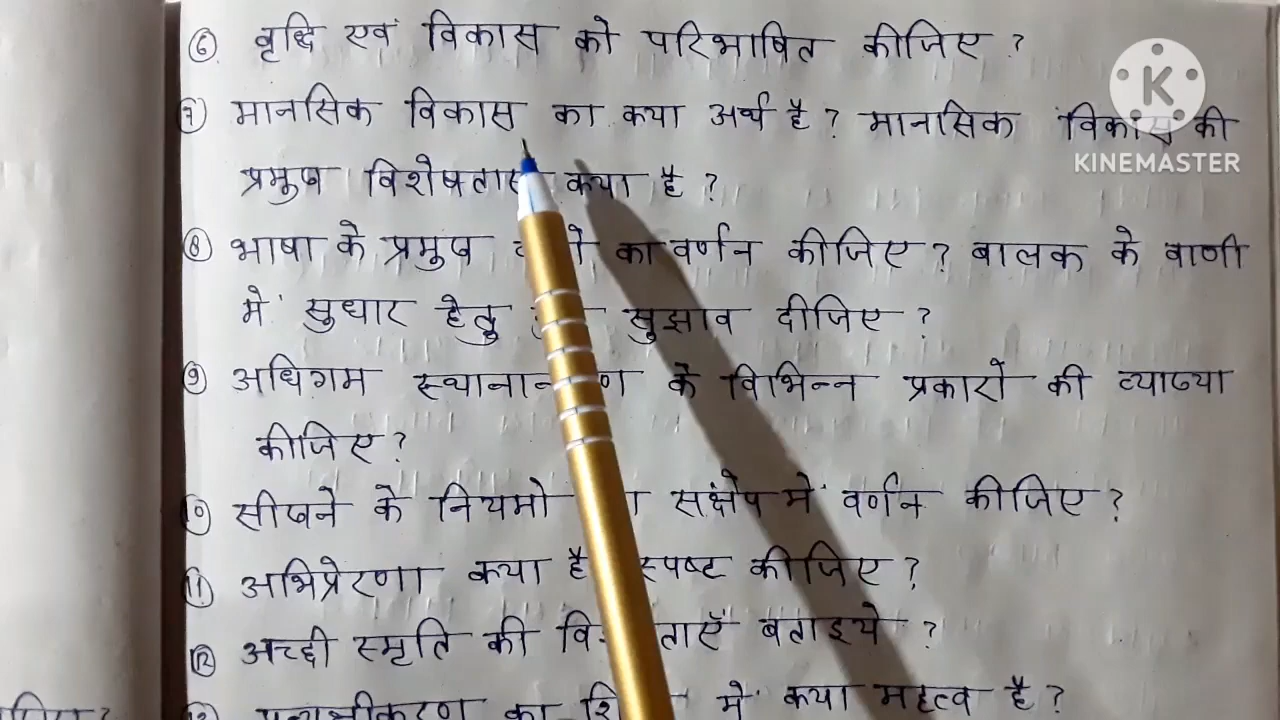 ⑥ वृद्धि एवं विकास को परिभाषित कीजिए ?
⑦ मानसिक विकास का क्या अर्थ है ? मानसिक विकास की
प्रमुख विशेषताएं क्या है ?
⑧ भाषा के प्रमुख का वर्णन कीजिए ? बालक के वाणी
में सुधार हेतु सुझाव दीजिए ?
⑨ अधिगम के विभिन्न प्रकारो की व्याख्या
कीजिए ?
⑩ सीखने के नियमो संक्षेप में वर्णन कीजिए ?
⑪ अभिप्रेरणा क्या है स्पष्ट कीजिए ?
⑫ अच्छी स्मृति की बताइये ?
में क्या महत्व है ?
KINEMASTER